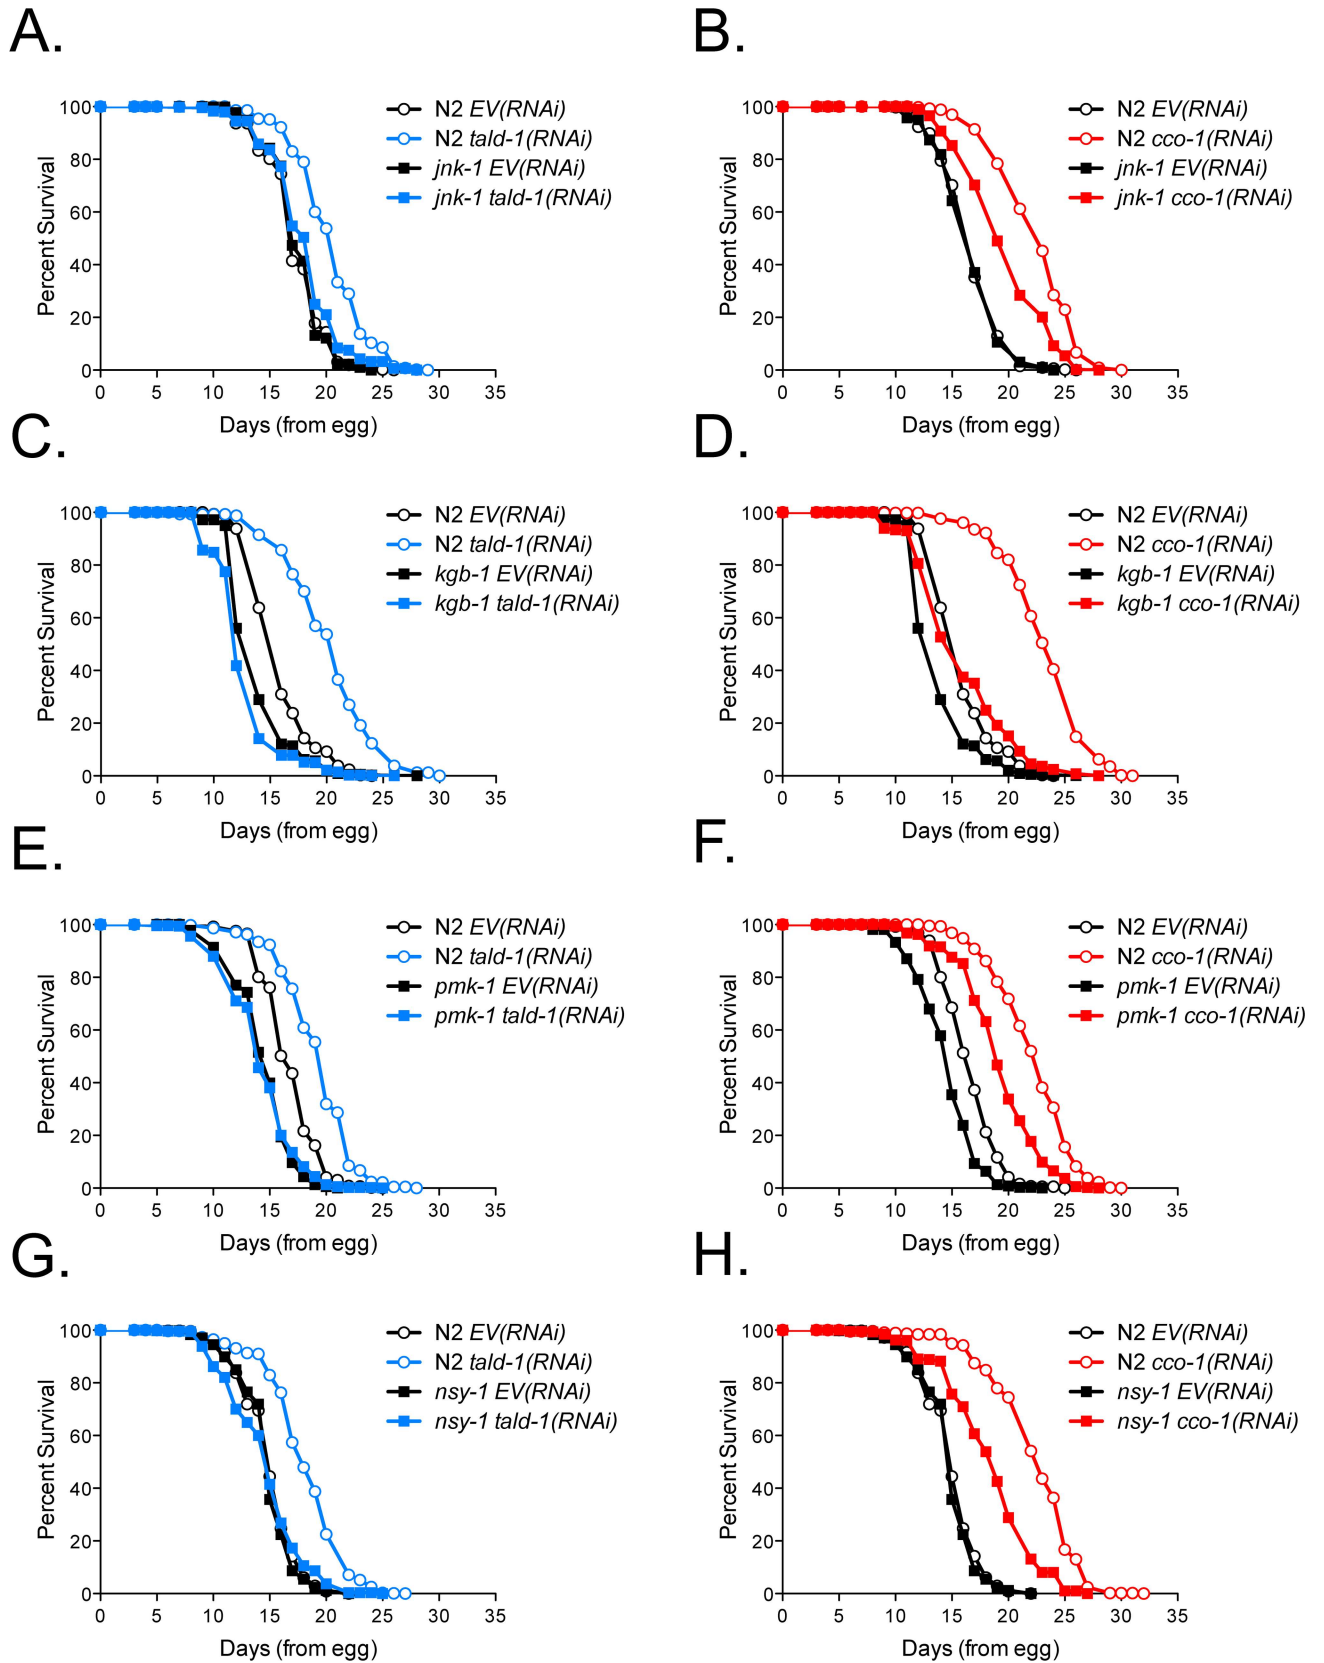 A.
100
80
60
40
20
0
Percent Survival
0 5 10 15 20 25 30 35
Days (from egg)
N2 EV(RNAi)
N2 tald-1(RNAi)
jnk-1 EV(RNAi)
jnk-1 tald-1(RNAi)
B.
100
80
60
40
20
0
Percent Survival
0 5 10 15 20 25 30 35
Days (from egg)
N2 EV(RNAi)
N2 cco-1(RNAi)
jnk-1 EV(RNAi)
jnk-1 cco-1(RNAi)
C.
100
80
60
40
20
0
Percent Survival
0 5 10 15 20 25 30 35
Days (from egg)
N2 EV(RNAi)
N2 tald-1(RNAi)
kgb-1 EV(RNAi)
kgb-1 tald-1(RNAi)
D.
100
80
60
40
20
0
Percent Survival
0 5 10 15 20 25 30 35
Days (from egg)
N2 EV(RNAi)
N2 cco-1(RNAi)
kgb-1 EV(RNAi)
kgb-1 cco-1(RNAi)
E.
100
80
60
40
20
0
Percent Survival
0 5 10 15 20 25 30 35
Days (from egg)
N2 EV(RNAi)
N2 tald-1(RNAi)
pmk-1 EV(RNAi)
pmk-1 tald-1(RNAi)
F.
100
80
60
40
20
0
Percent Survival
0 5 10 15 20 25 30 35
Days (from egg)
N2 EV(RNAi)
N2 cco-1(RNAi)
pmk-1 EV(RNAi)
pmk-1 cco-1(RNAi)
G.
100
80
60
40
20
0
Percent Survival
0 5 10 15 20 25 30 35
Days (from egg)
N2 EV(RNAi)
N2 tald-1(RNAi)
nsy-1 EV(RNAi)
nsy-1 tald-1(RNAi)
H.
100
80
60
40
20
0
Percent Survival
0 5 10 15 20 25 30 35
Days (from egg)
N2 EV(RNAi)
N2 cco-1(RNAi)
nsy-1 EV(RNAi)
nsy-1 cco-1(RNAi)